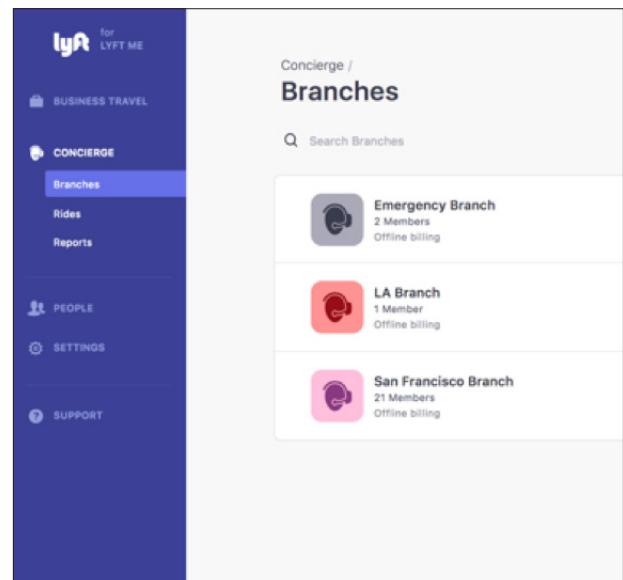 lyft for
LYFT ME
BUSINESS TRAVEL
CONCIERGE
Branches
Rides
Reports
PEOPLE
SETTINGS
SUPPORT
Concierge /
Branches
Search Branches
Emergency Branch
2 Members
Offline billing
LA Branch
1 Member
Offline billing
San Francisco Branch
21 Members
Offline billing